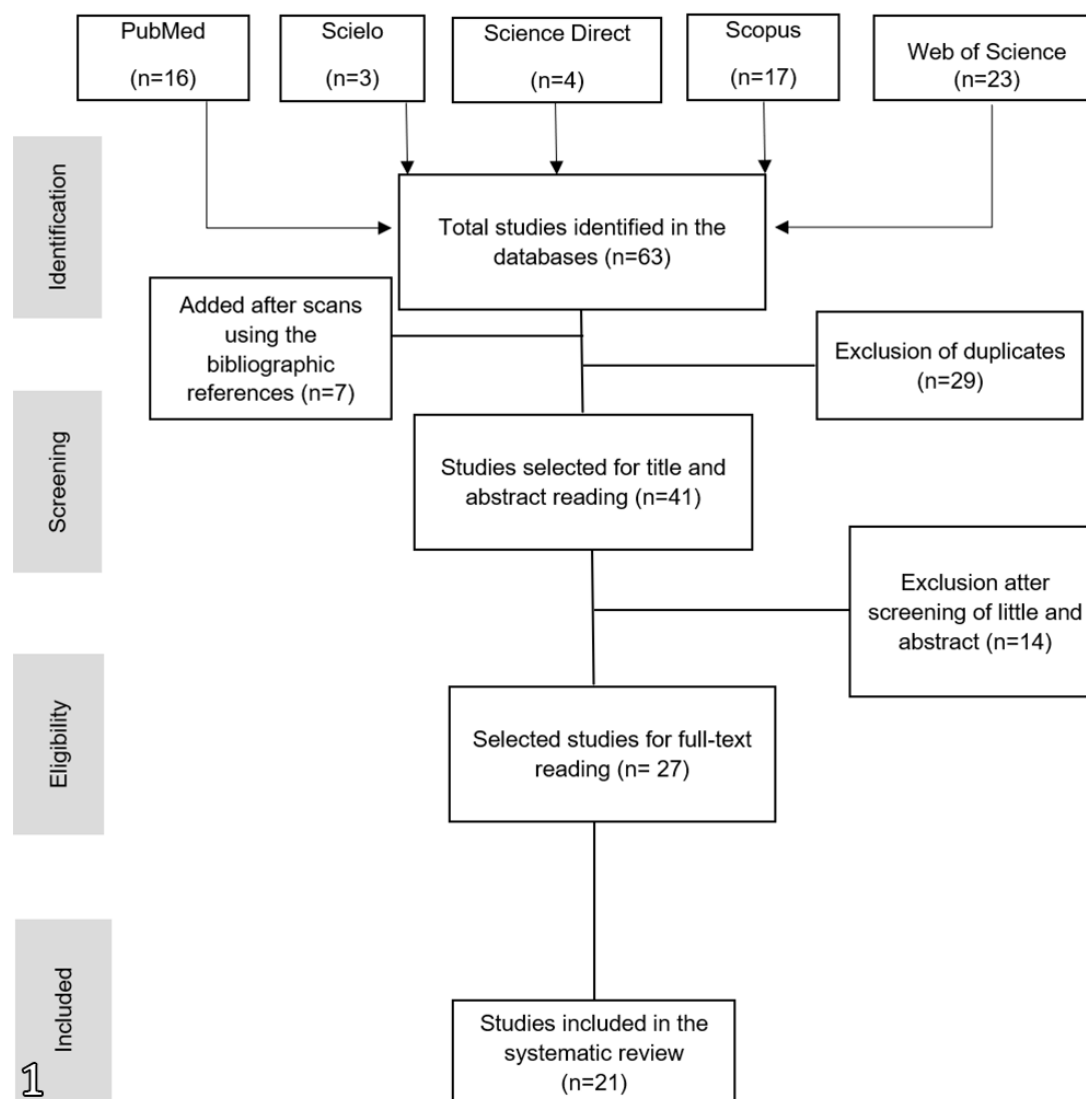 PubMed
(n=16)
Scielo
(n=3)
Science Direct
(n=4)
Scopus
(n=17)
Web of Science
(n=23)
Identification
Total studies identified in the
databases (n=63)
Added after scans
using the
bibliographic
references (n=7)
Exclusion of duplicates
(n=29)
Screening
Studies selected for title and
abstract reading (n=41)
Exclusion atter
screening of little and
abstract (n=14)
Eligibility
Selected studies for full-text
reading (n= 27)
Included
Studies included in the
systematic review
(n=21)
1